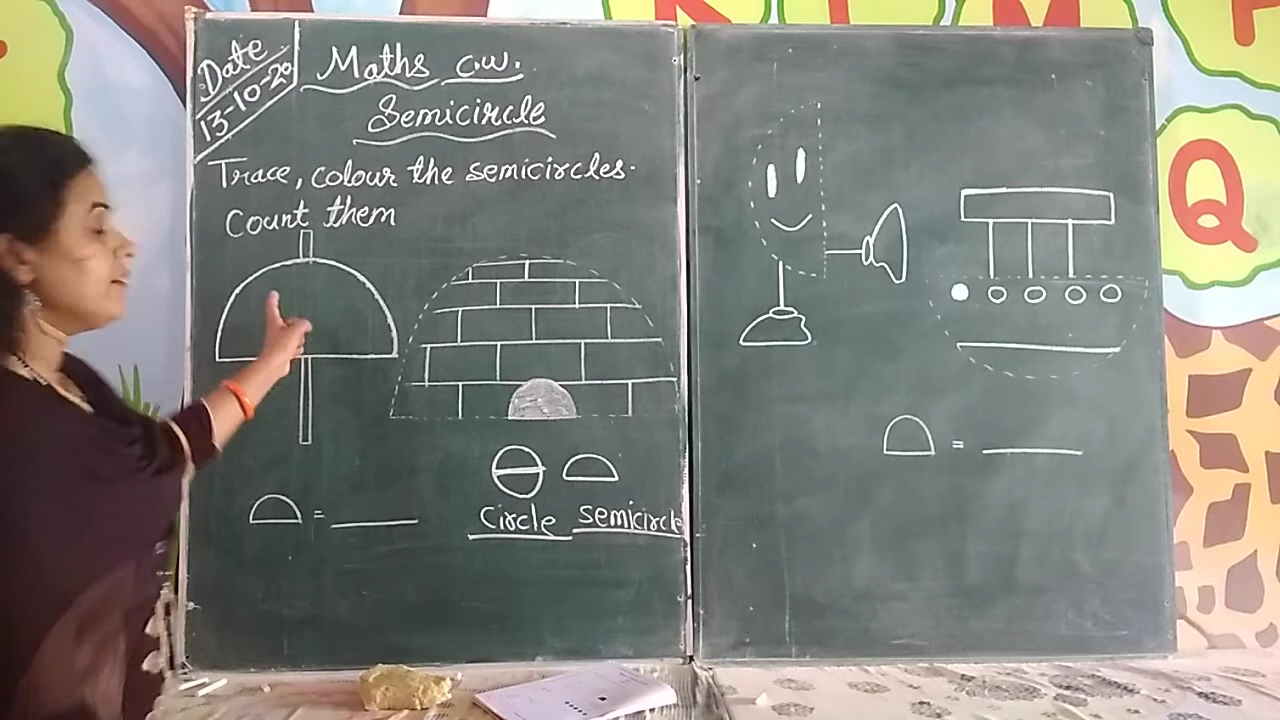 Date
13-10-20
Maths c.w.
Semicircle
Trace, colour the semicircles.
Count them
=
Circle semicircle
=
Q